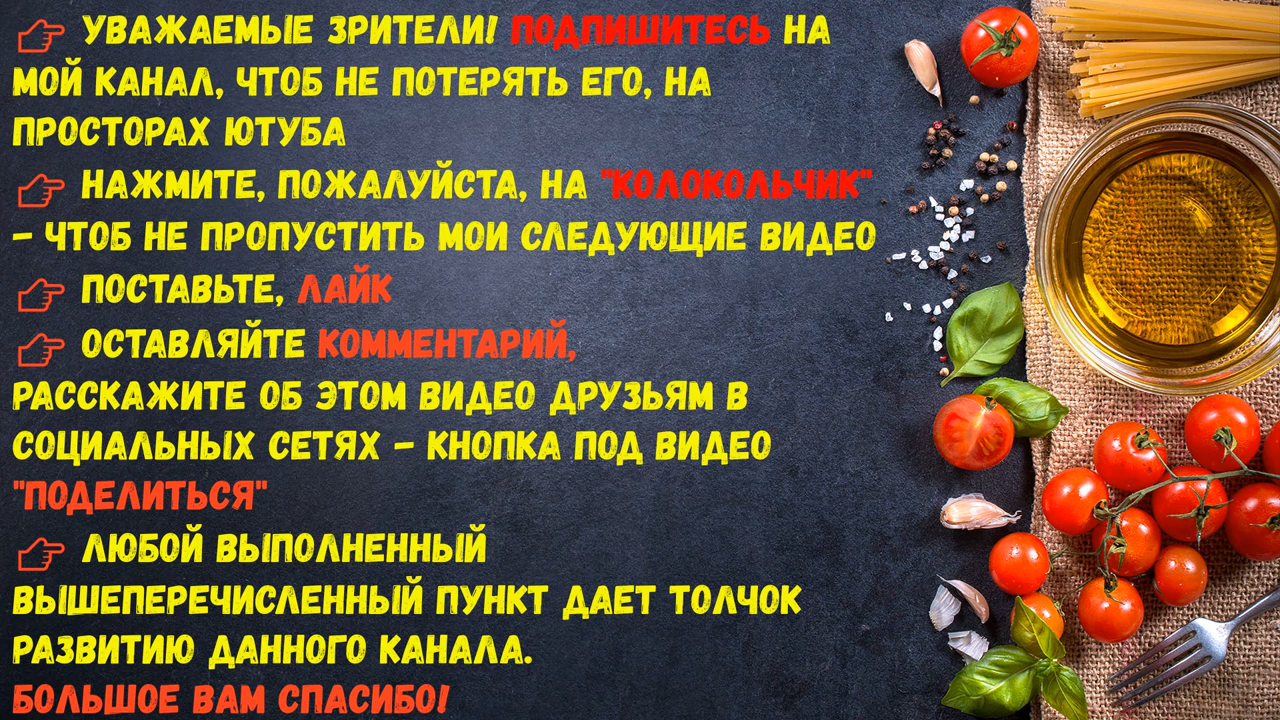 УВАЖАЕМЫЕ ЗРИТЕЛИ! ПОДПИШИТЕСЬ НА
МОЙ КАНАЛ, ЧТОБ НЕ ПОТЕРЯТЬ ЕГО, НА
ПРОСТОРАХ ЮТУБА
НАЖМИТЕ, ПОЖАЛУЙСТА, НА "КОЛОКОЛЬЧИК"
- ЧТОБ НЕ ПРОПУСТИТЬ МОИ СЛЕДУЮЩИЕ ВИДЕО
ПОСТАВЬТЕ, ЛАЙК
ОСТАВЛЯЙТЕ КОММЕНТАРИЙ,
РАССКАЖИТЕ ОБ ЭТОМ ВИДЕО ДРУЗЬЯМ В
СОЦИАЛЬНЫХ СЕТЯХ - КНОПКА ПОД ВИДЕО
"ПОДЕЛИТЬСЯ"
ЛЮБОЙ ВЫПОЛНЕННЫЙ
ВЫШЕПЕРЕЧИСЛЕННЫЙ ПУНКТ ДАЕТ ТОЛЧОК
РАЗВИТИЮ ДАННОГО КАНАЛА.
БОЛЬШОЕ ВАМ СПАСИБО!